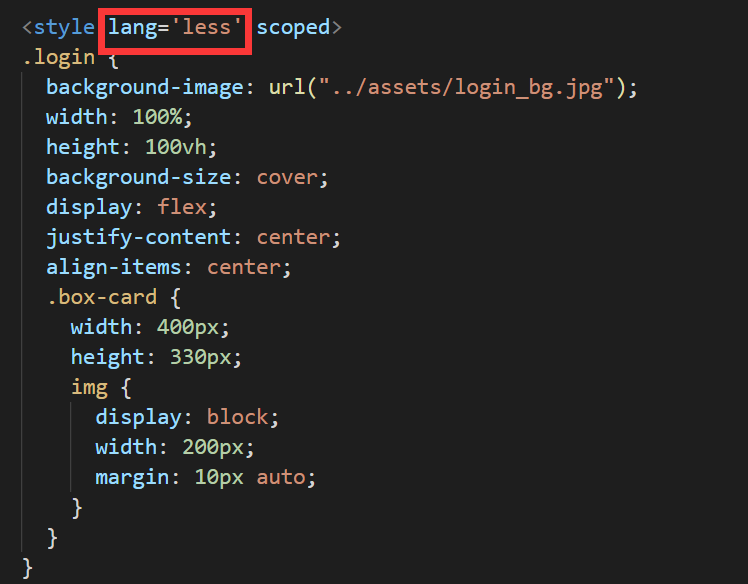 <style lang='less' scoped>
.login {
  background-image: url("../assets/login_bg.jpg");
  width: 100%;
  height: 100vh;
  background-size: cover;
  display: flex;
  justify-content: center;
  align-items: center;
  .box-card {
    width: 400px;
    height: 330px;
    img {
      display: block;
      width: 200px;
      margin: 10px auto;
    }
  }
}